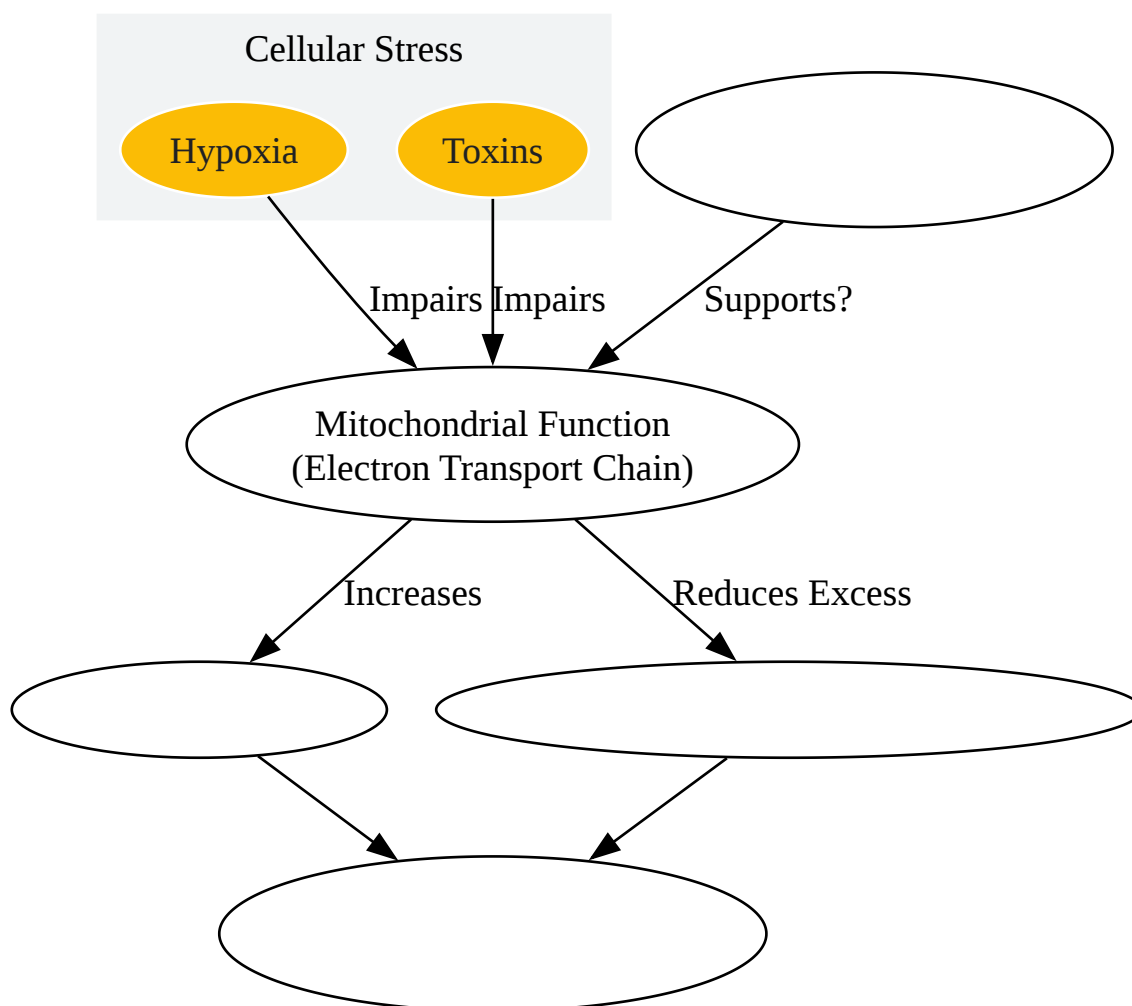 Cellular Stress
Hypoxia
Toxins
Impairs
Impairs
Supports?
Mitochondrial Function
(Electron Transport Chain)
Increases
Reduces Excess